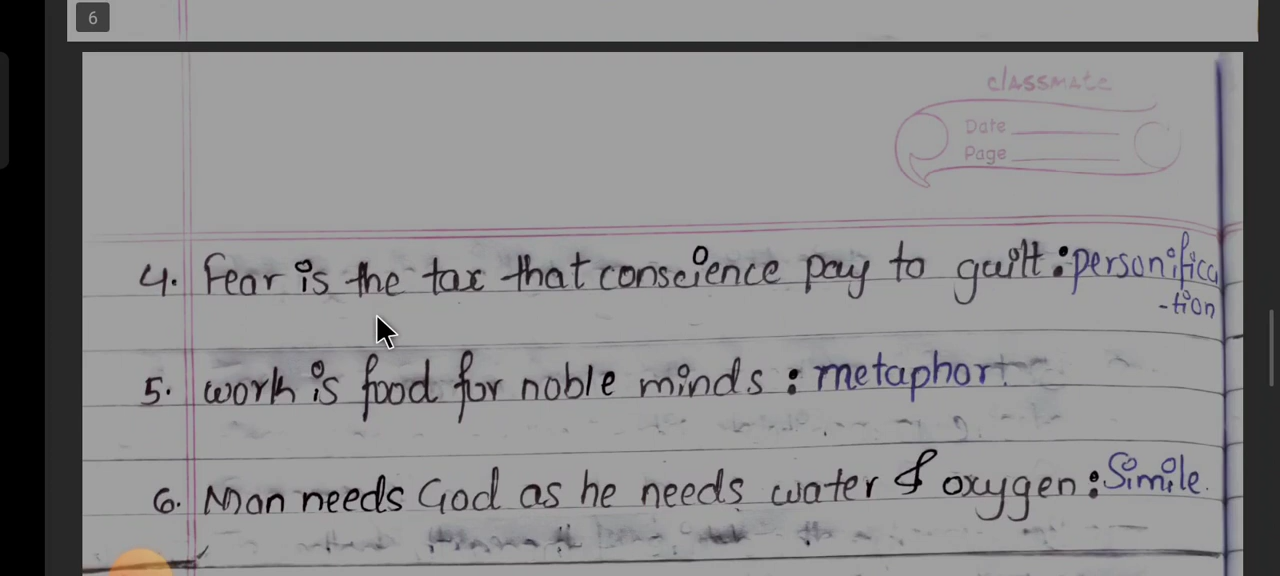 6
classmate
Date
Page
4. Fear is the tax that conscience pay to guilt : personifica
-tion
5. work is food for noble minds : metaphor.
6. Man needs God as he needs water & oxygen : Simile.